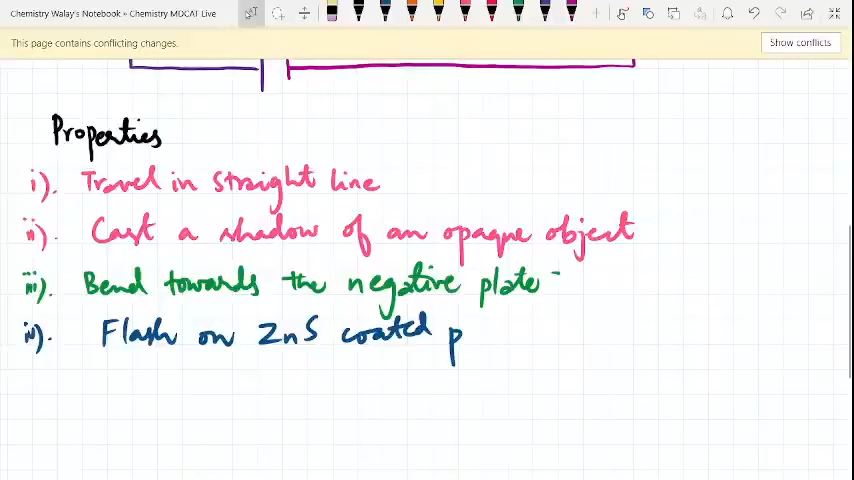 Chemistry Walay's Notebook » Chemistry MDCAT Live
This page contains conflicting changes.
Show conflicts
Properties
i). Travel in straight line
ii). Cast a shadow of an opaque object
iii). Bend towards the negative plate -
iv). Flash on ZnS coated p